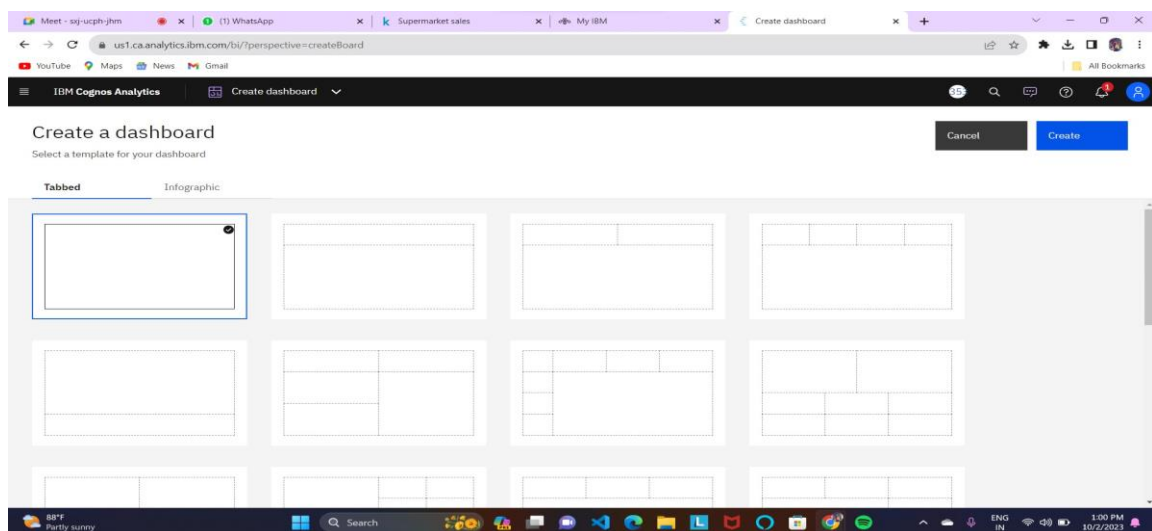 Meet - sxj-ucph-jhm
(1) WhatsApp
Supermarket sales
My IBM
Create dashboard
us1.ca.analytics.ibm.com/bi/?perspective=createBoard
YouTube Maps News Gmail All Bookmarks
IBM Cognos Analytics Create dashboard
Create a dashboard
Select a template for your dashboard
Cancel Create
Tabbed Infographic
88°F
Partly sunny
Search
ENG
IN
1:00 PM
10/2/2023